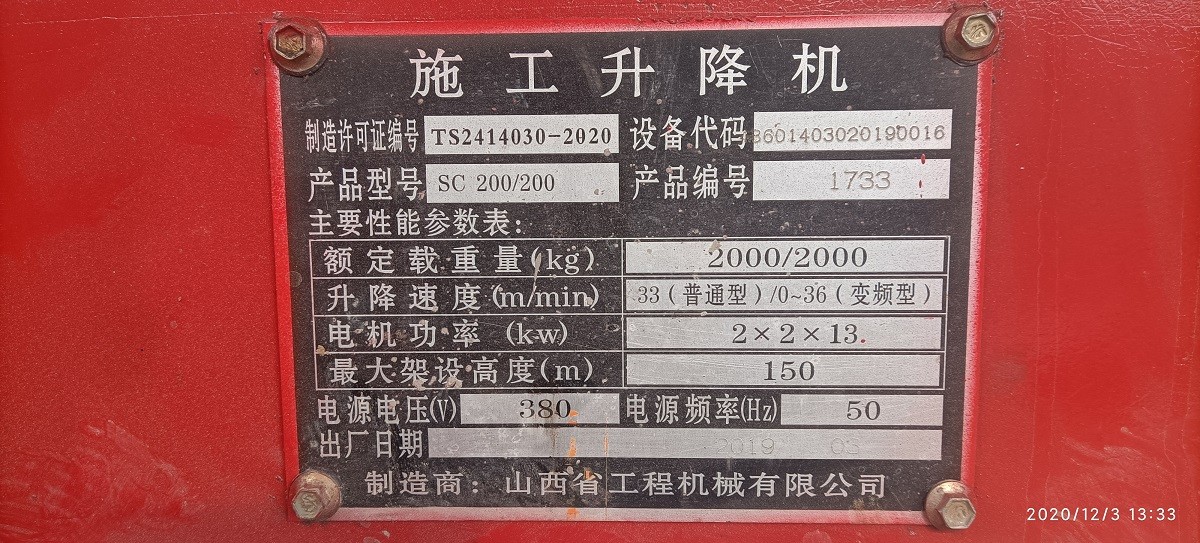 施工升降机
制造许可证编号 TS2414030-2020 设备代码 8601403020190016
产品型号 SC 200/200 产品编号 1733
主要性能参数表:
额定载重量(kg) 2000/2000
升降速度(m/min) 33(普通型)/0~36(变频型)
电机功率(kw) 2×2×13.
最大架设高度(m) 150
电源电压(V) 380 电源频率(Hz) 50
出厂日期 2019 03
制造商: 山西省工程机械有限公司
2020/12/3 13:33